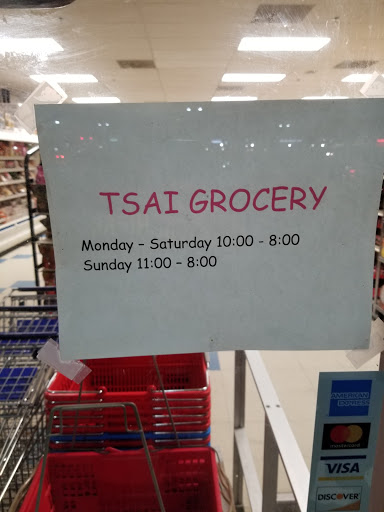 TSAI GROCERY
Monday – Saturday 10:00 - 8:00
Sunday 11:00 – 8:00
AMERICAN
EXPRESS
mastercard
VISA
DISCOVER